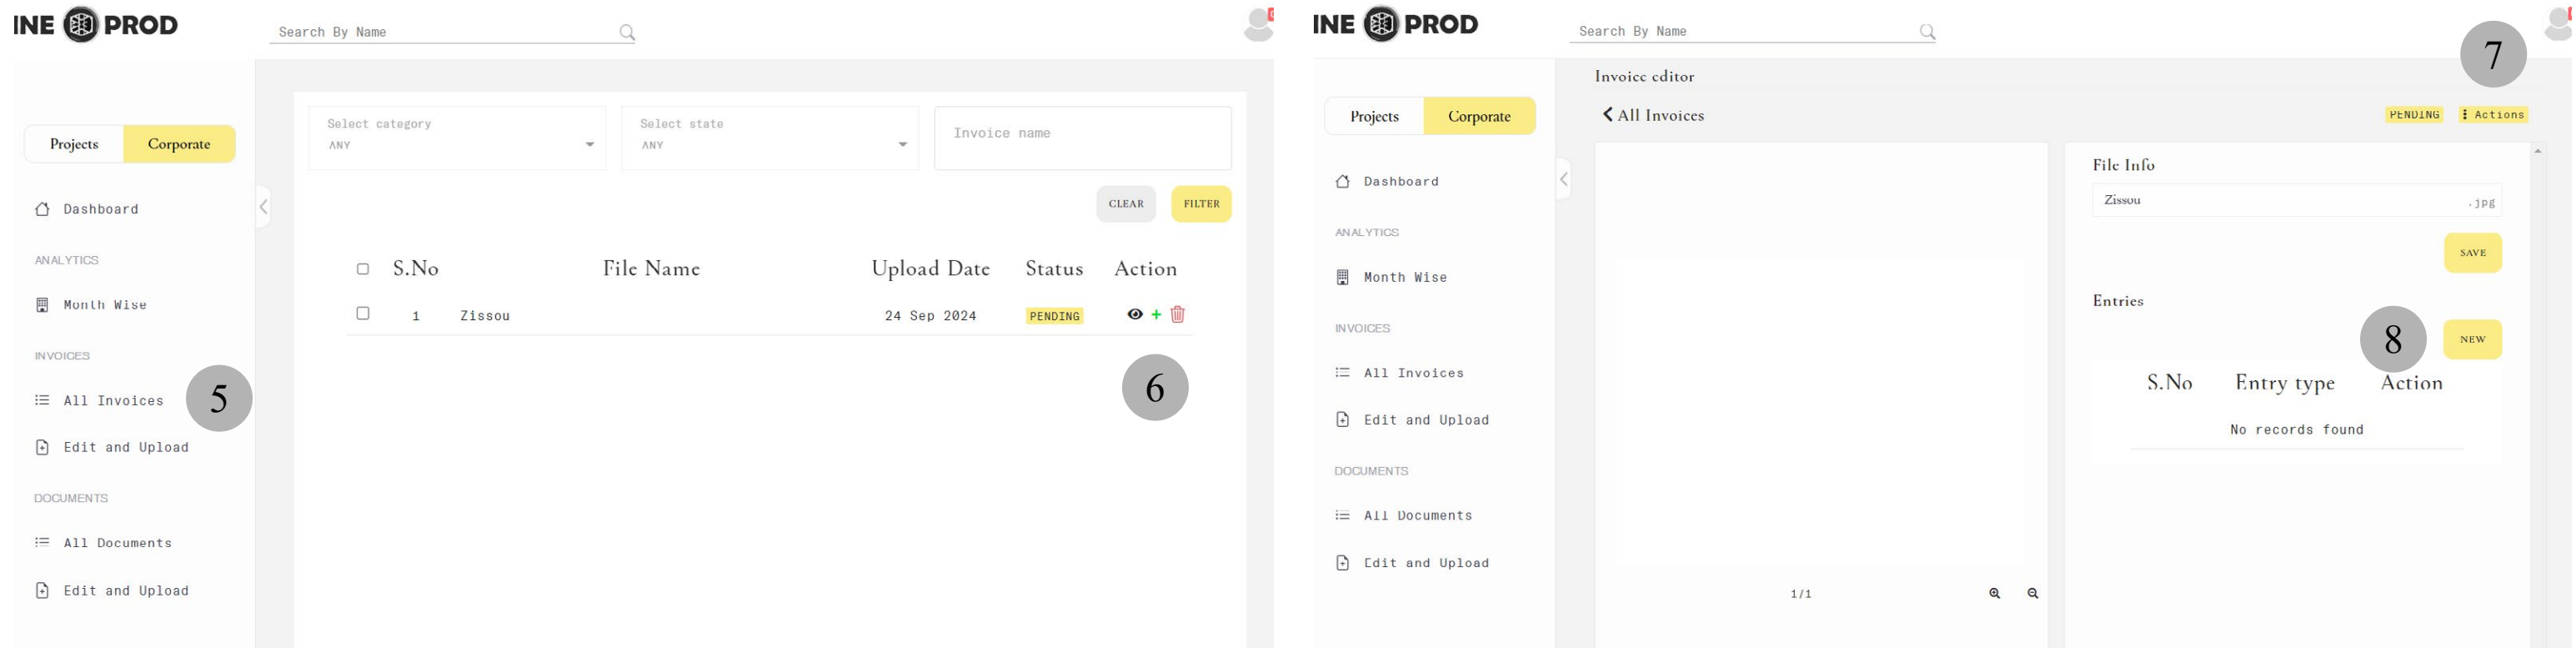 INE PROD
Search By Name
Projects
Corporate
Select category
ANY
Select state
ANY
Invoice name
CLEAR
FILTER
Dashboard
ANALYTICS
Month Wise
INVOICES
All Invoices
5
Edit and Upload
DOCUMENTS
All Documents
Edit and Upload
S.No File Name Upload Date Status Action
1 Zissou 24 Sep 2024 PENDING
6
INE PROD
Search By Name
7
Invoice editor
Projects
Corporate
All Invoices
PENDING
Actions
Dashboard
ANALYTICS
Month Wise
INVOICES
All Invoices
Edit and Upload
DOCUMENTS
All Documents
Edit and Upload
1/1
File Info
Zissou .jpg
SAVE
Entries
8
NEW
S.No Entry type Action
No records found